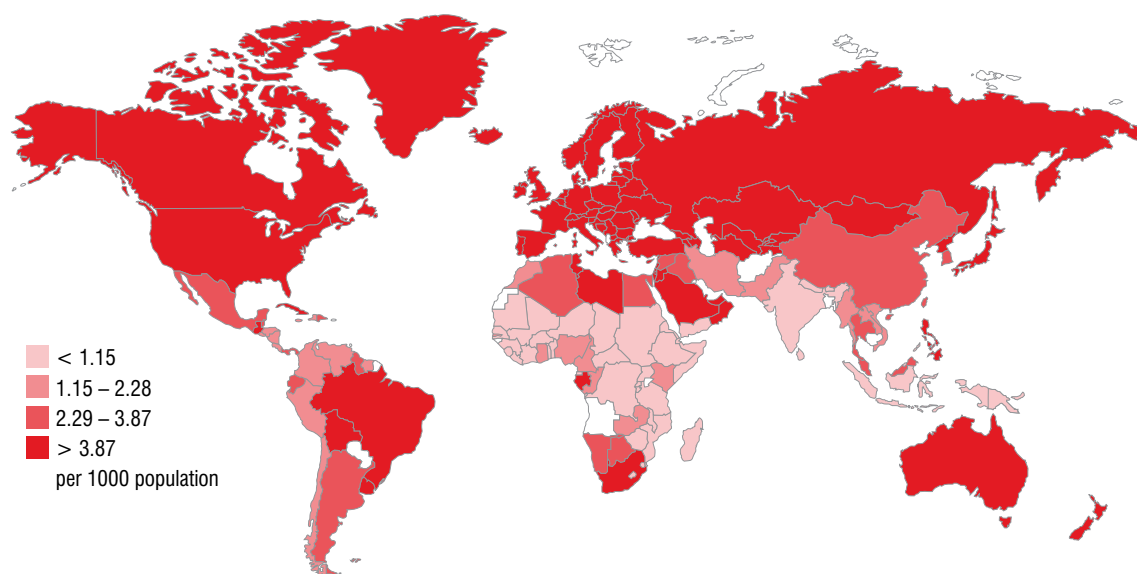 < 1.15
1.15 – 2.28
2.29 – 3.87
> 3.87
per 1000 population